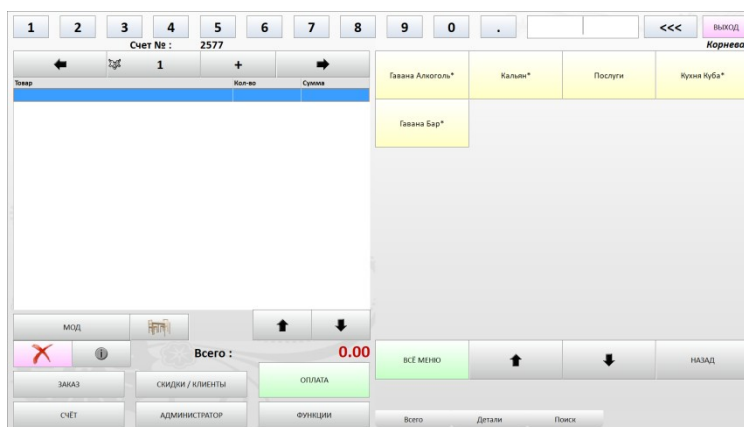 1 2 3 4 5 6 7 8 9 0 . <<< ВЫХОД
Счет № : 2577 Корнева
1 +
Товар Кол-во Сумма
Гавана Алкоголь* Кальян* Послуги Кухня Куба*
Гавана Бар*
МОД
Всего : 0.00
ВСЁ МЕНЮ НАЗАД
ЗАКАЗ СКИДКИ / КЛИЕНТЫ ОПЛАТА
СЧЁТ АДМИНИСТРАТОР ФУНКЦИИ
Всего Детали Поиск